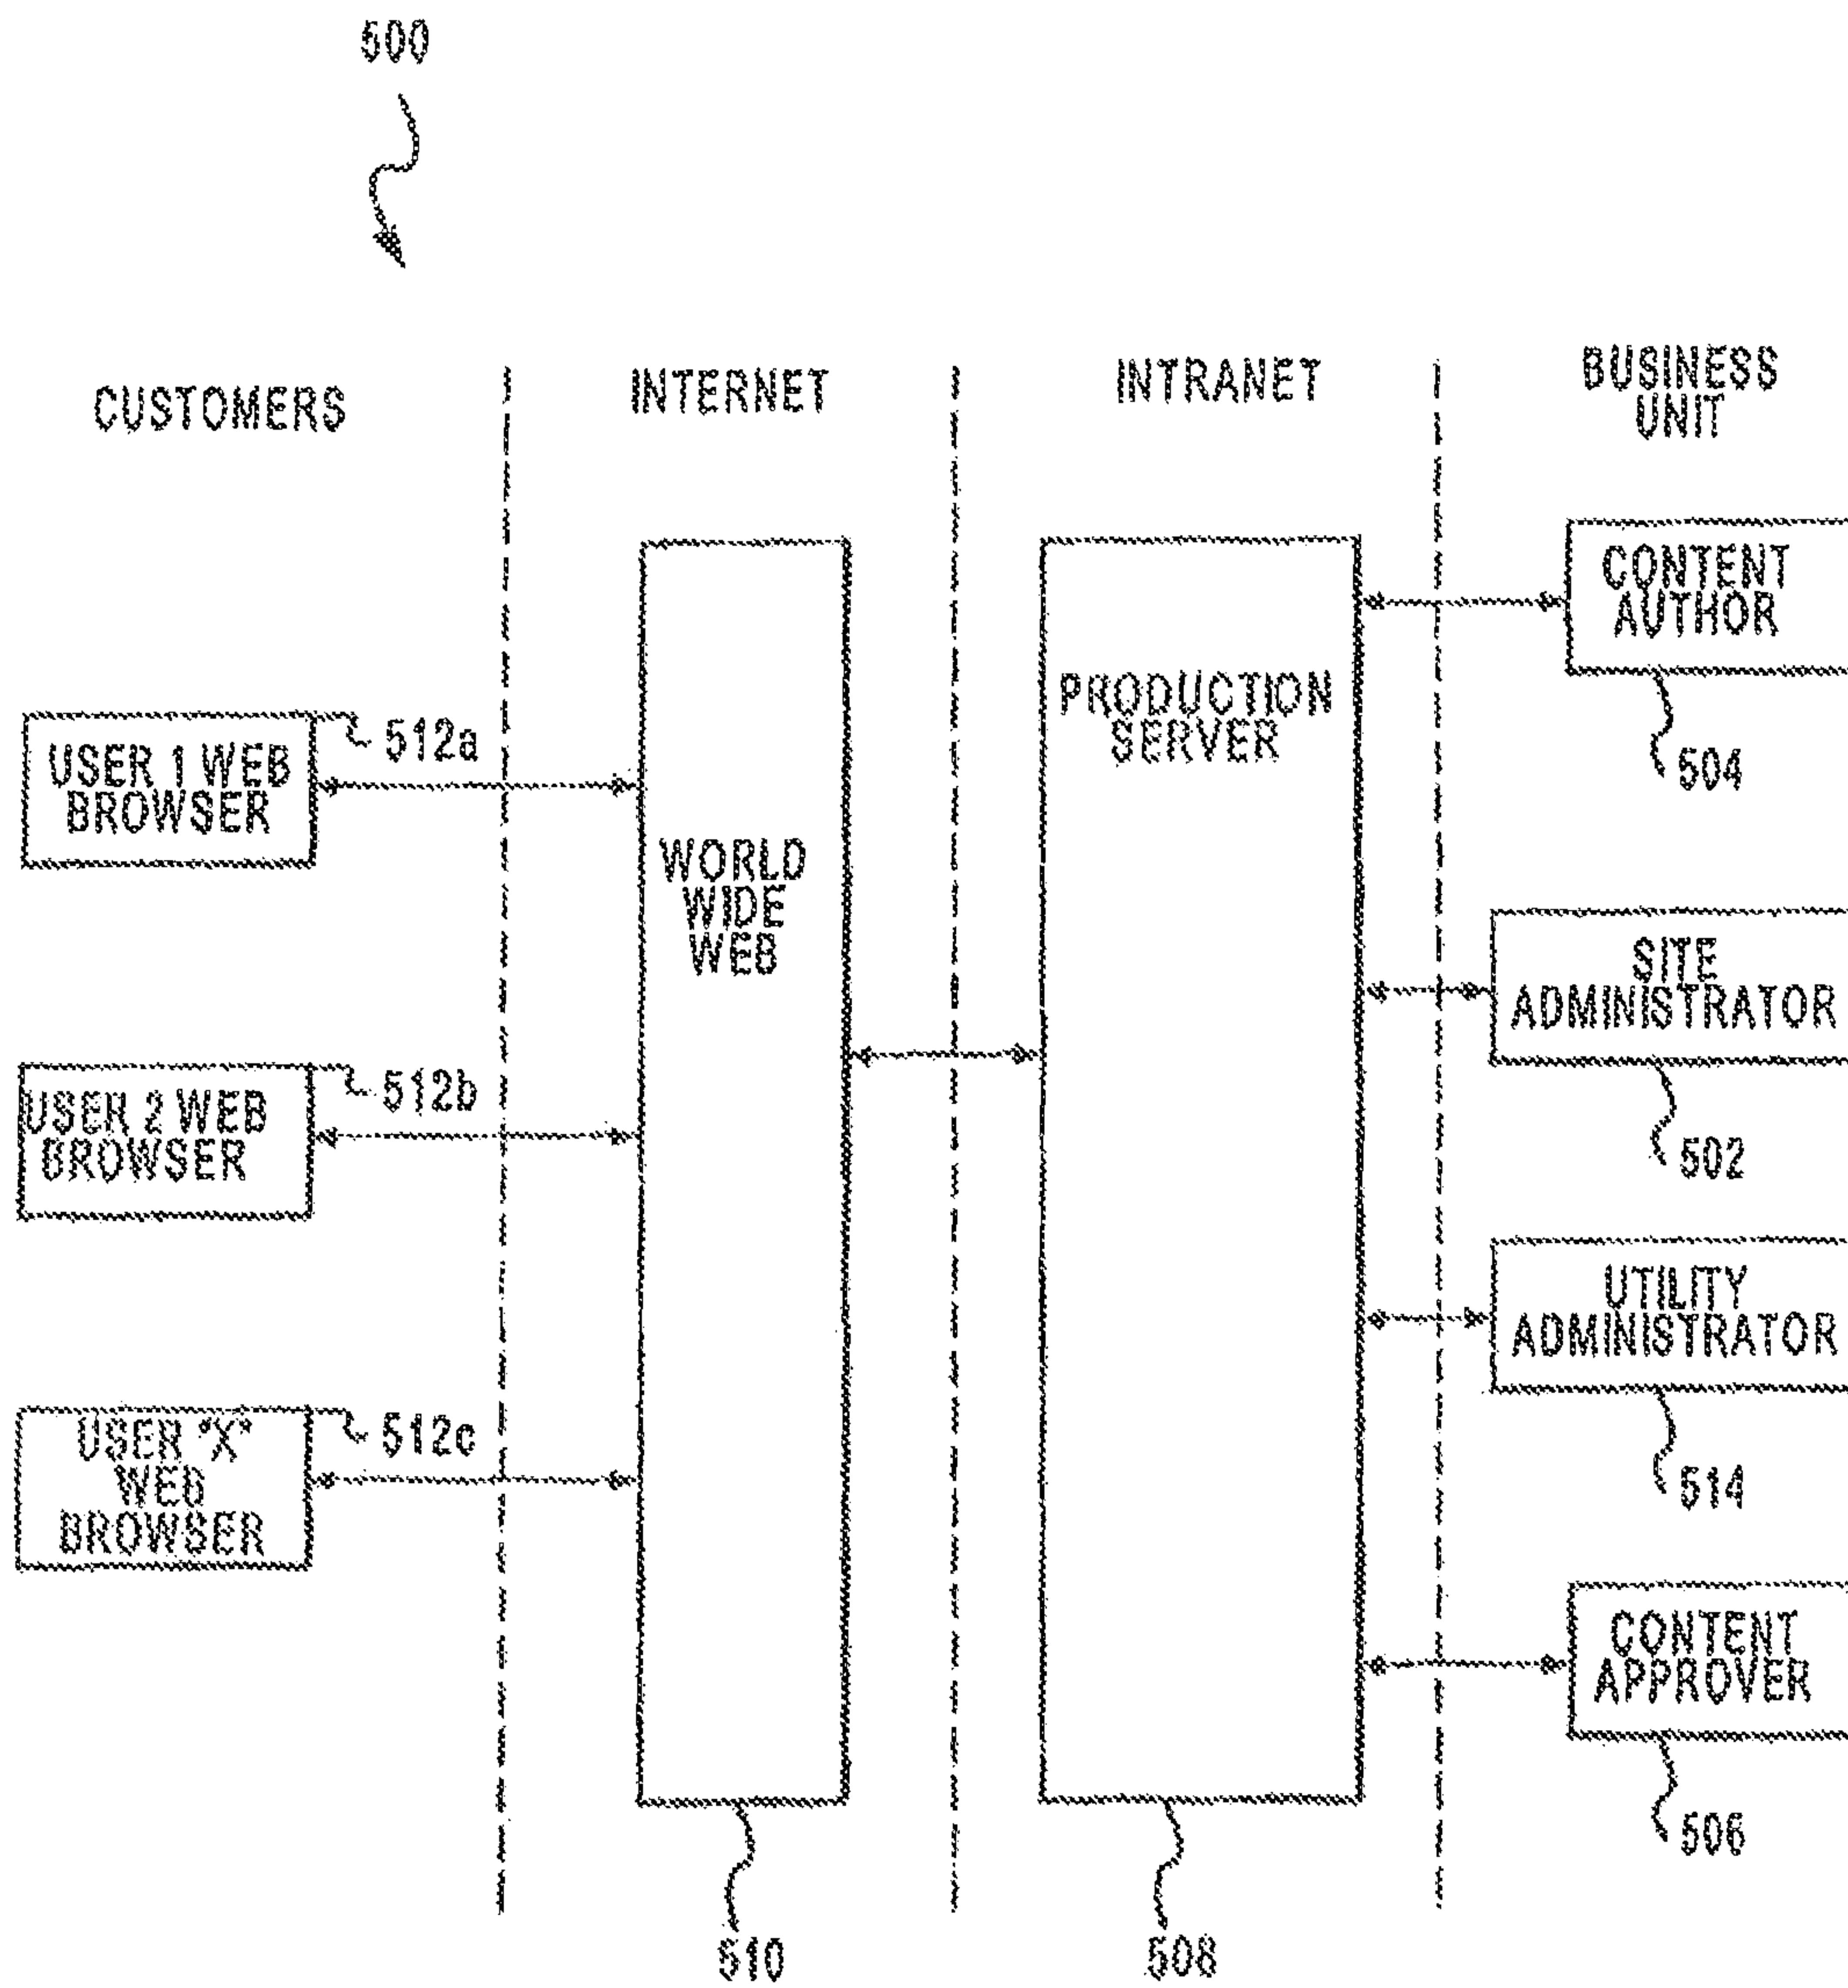 500
CUSTOMERS
INTERNET
INTRANET
BUSINESS
UNIT
CONTENT
AUTHOR
504
PRODUCTION
SERVER
USER 1 WEB
BROWSER
512a
WORLD
WIDE
WEB
SITE
ADMINISTRATOR
502
USER 2 WEB
BROWSER
512b
UTILITY
ADMINISTRATOR
514
USER "X"
WEB
BROWSER
512c
CONTENT
APPROVER
506
510
508